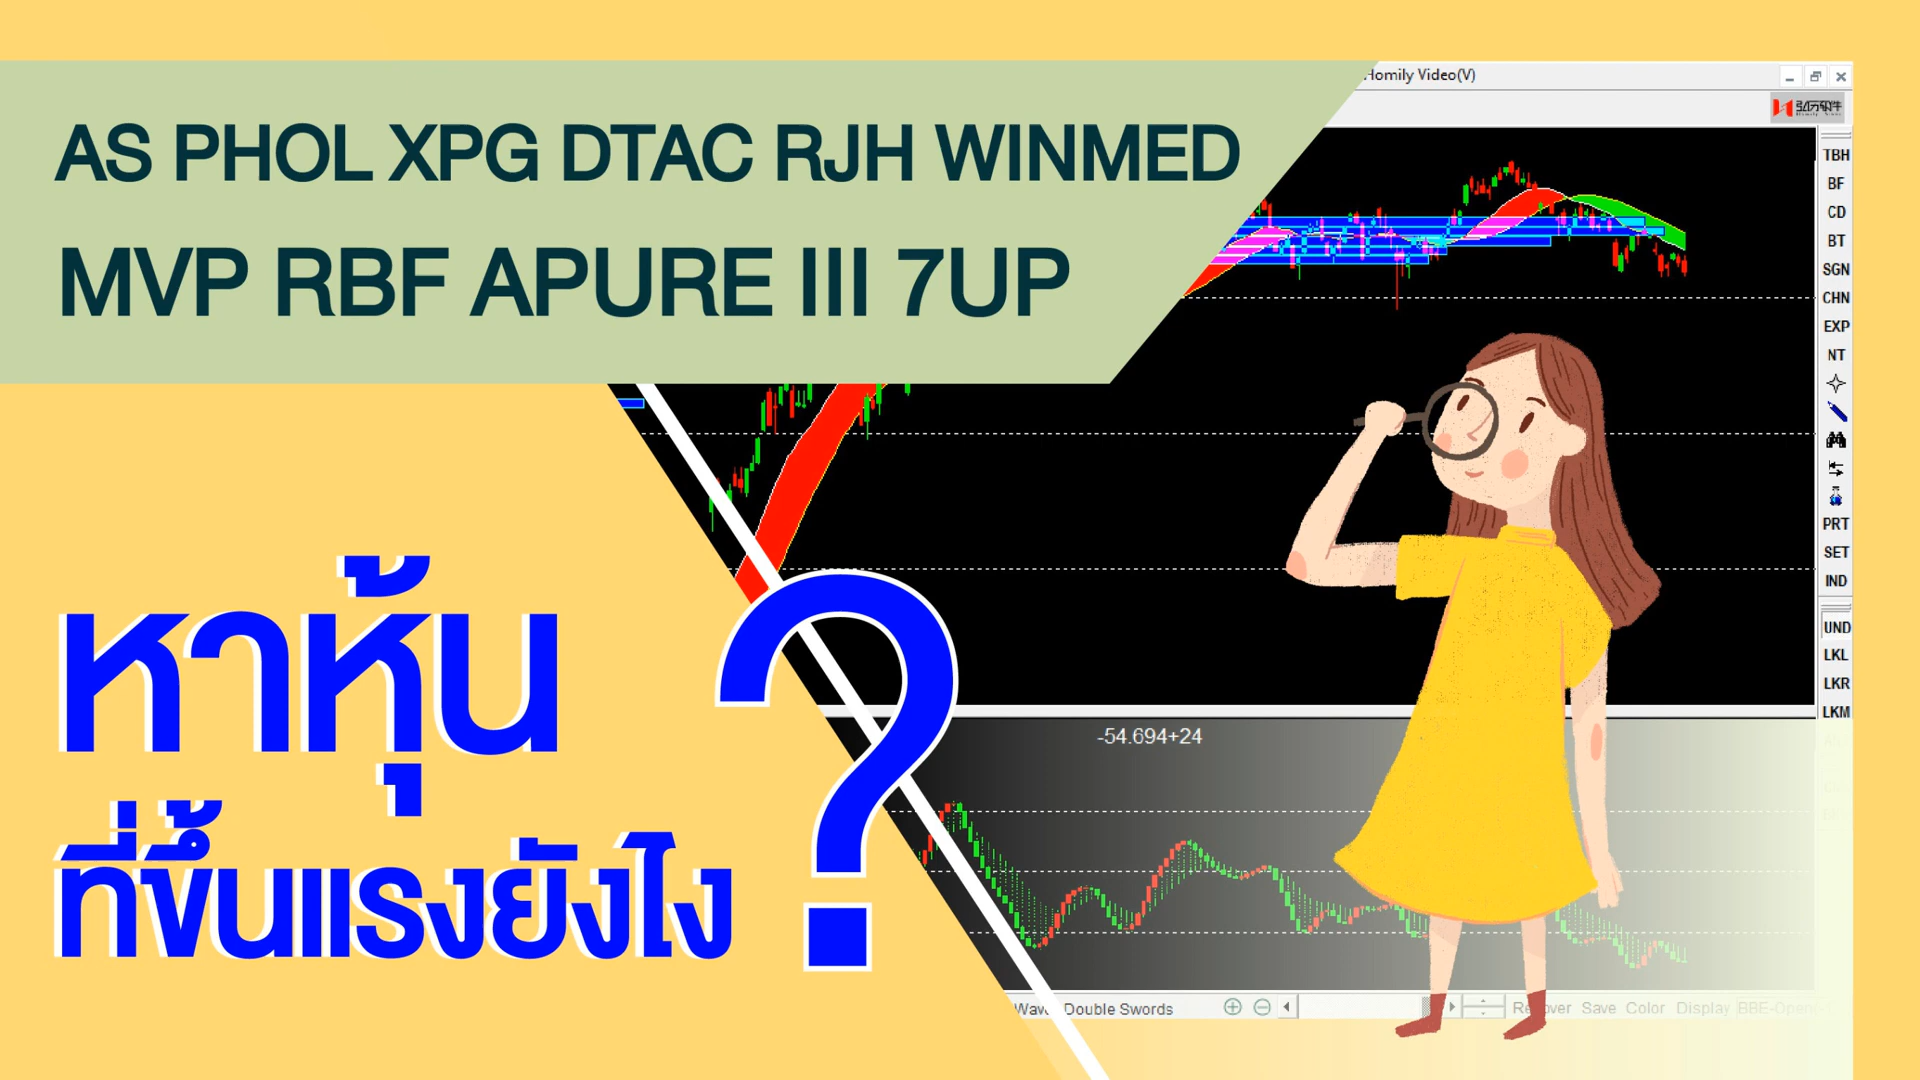 AS PHOL XPG DTAC RJH WINMED
MVP RBF APURE III 7UP
หาหุ้น
ที่ขึ้นแรงยังไง
?
Homily Video(V)
TBH
BF
CD
BT
SGN
CHN
EXP
NT
PRT
SET
IND
UND
LKL
LKR
LKM
-54.694+24
Wave Double Swords
Save Color Display